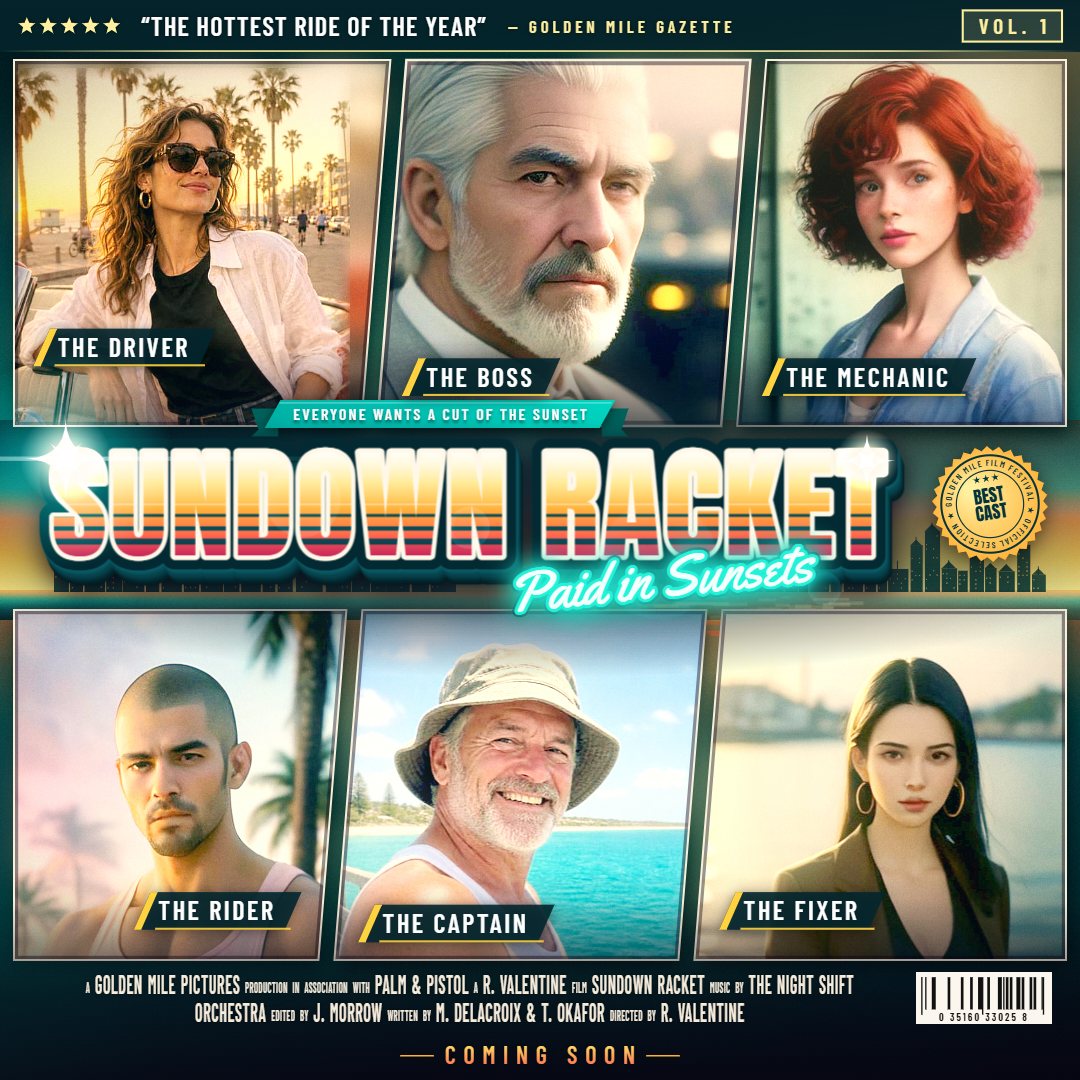 “THE HOTTEST RIDE OF THE YEAR” – GOLDEN MILE GAZETTE
VOL. 1
THE DRIVER
THE BOSS
THE MECHANIC
EVERYONE WANTS A CUT OF THE SUNSET
SUNDOWN RACKET
Paid in Sunsets
GOLDEN MILE FILM FESTIVAL
BEST
CAST
OFFICIAL SELECTION
THE RIDER
THE CAPTAIN
THE FIXER
A GOLDEN MILE PICTURES PRODUCTION IN ASSOCIATION WITH PALM & PISTOL A R. VALENTINE FILM SUNDOWN RACKET MUSIC BY THE NIGHT SHIFT
ORCHESTRA EDITED BY J. MORROW WRITTEN BY M. DELACROIX & T. OKAFOR DIRECTED BY R. VALENTINE
0 35160 33025 8
COMING SOON